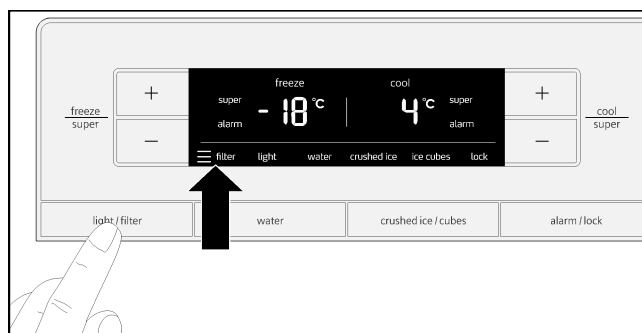 freeze cool
freeze
super
+
−
super
alarm
- 18 °C
4 °C
super
alarm
+
−
cool
super
filter light water crushed ice ice cubes lock
light / filter water crushed ice / cubes alarm / lock